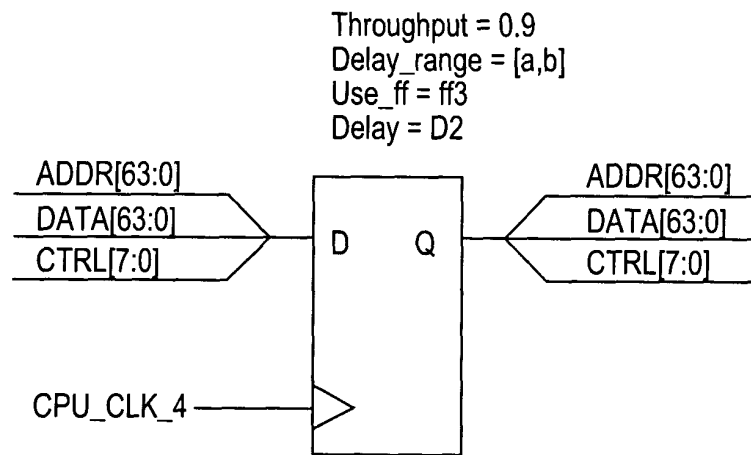 Throughput = 0.9
Delay_range = [a,b]
Use_ff = ff3
Delay = D2
ADDR[63:0]
DATA[63:0]
CTRL[7:0]
D
Q
ADDR[63:0]
DATA[63:0]
CTRL[7:0]
CPU_CLK_4